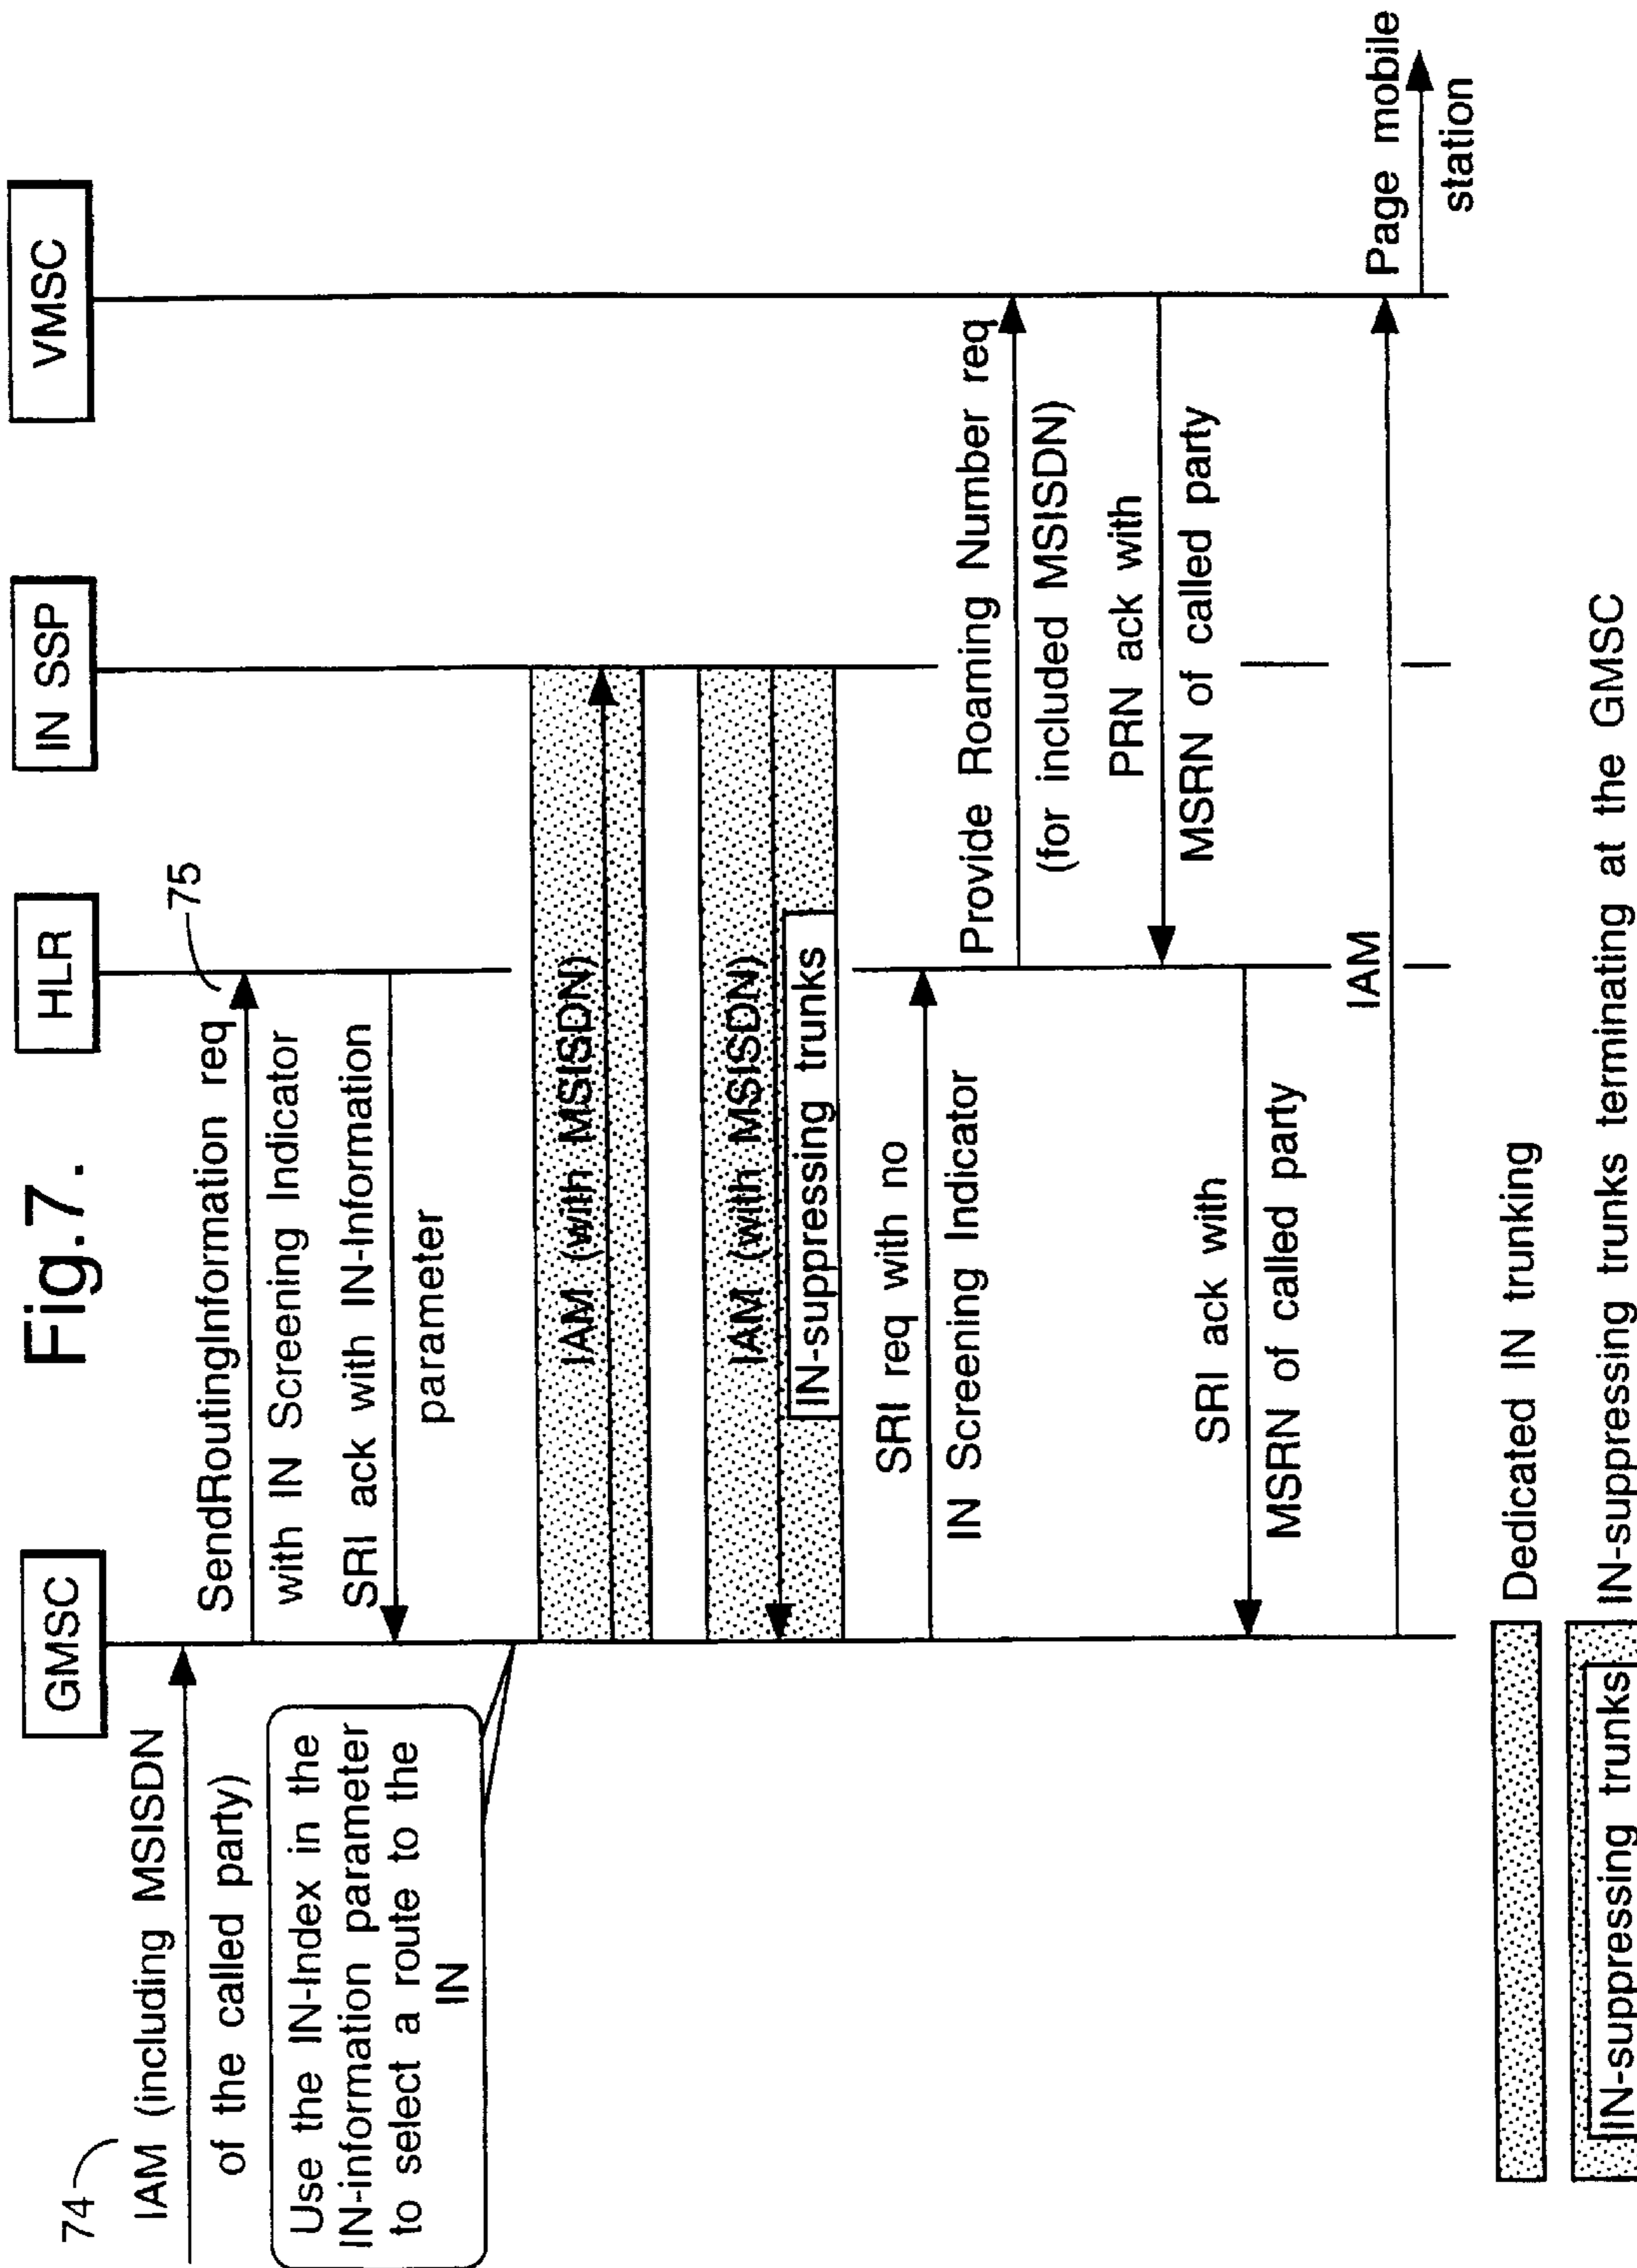 Fig.7.
GMSC
HLR
IN SSP
VMSC
74
IAM (including MSISDN
of the called party)
SendRoutingInformation req
75
with IN Screening Indicator
SRI ack with IN-Information
parameter
Use the IN-Index in the
IN-information parameter
to select a route to the
IN
IAM (with MSISDN)
IAM (with MSISDN)
IN-suppressing trunks
SRI req with no
IN Screening Indicator
Provide Roaming Number req
(for included MSISDN)
PRN ack with
MSRN of called party
SRI ack with
MSRN of called party
IAM
Page mobile
station
Dedicated IN trunking
IN-suppressing trunks
IN-suppressing trunks terminating at the GMSC